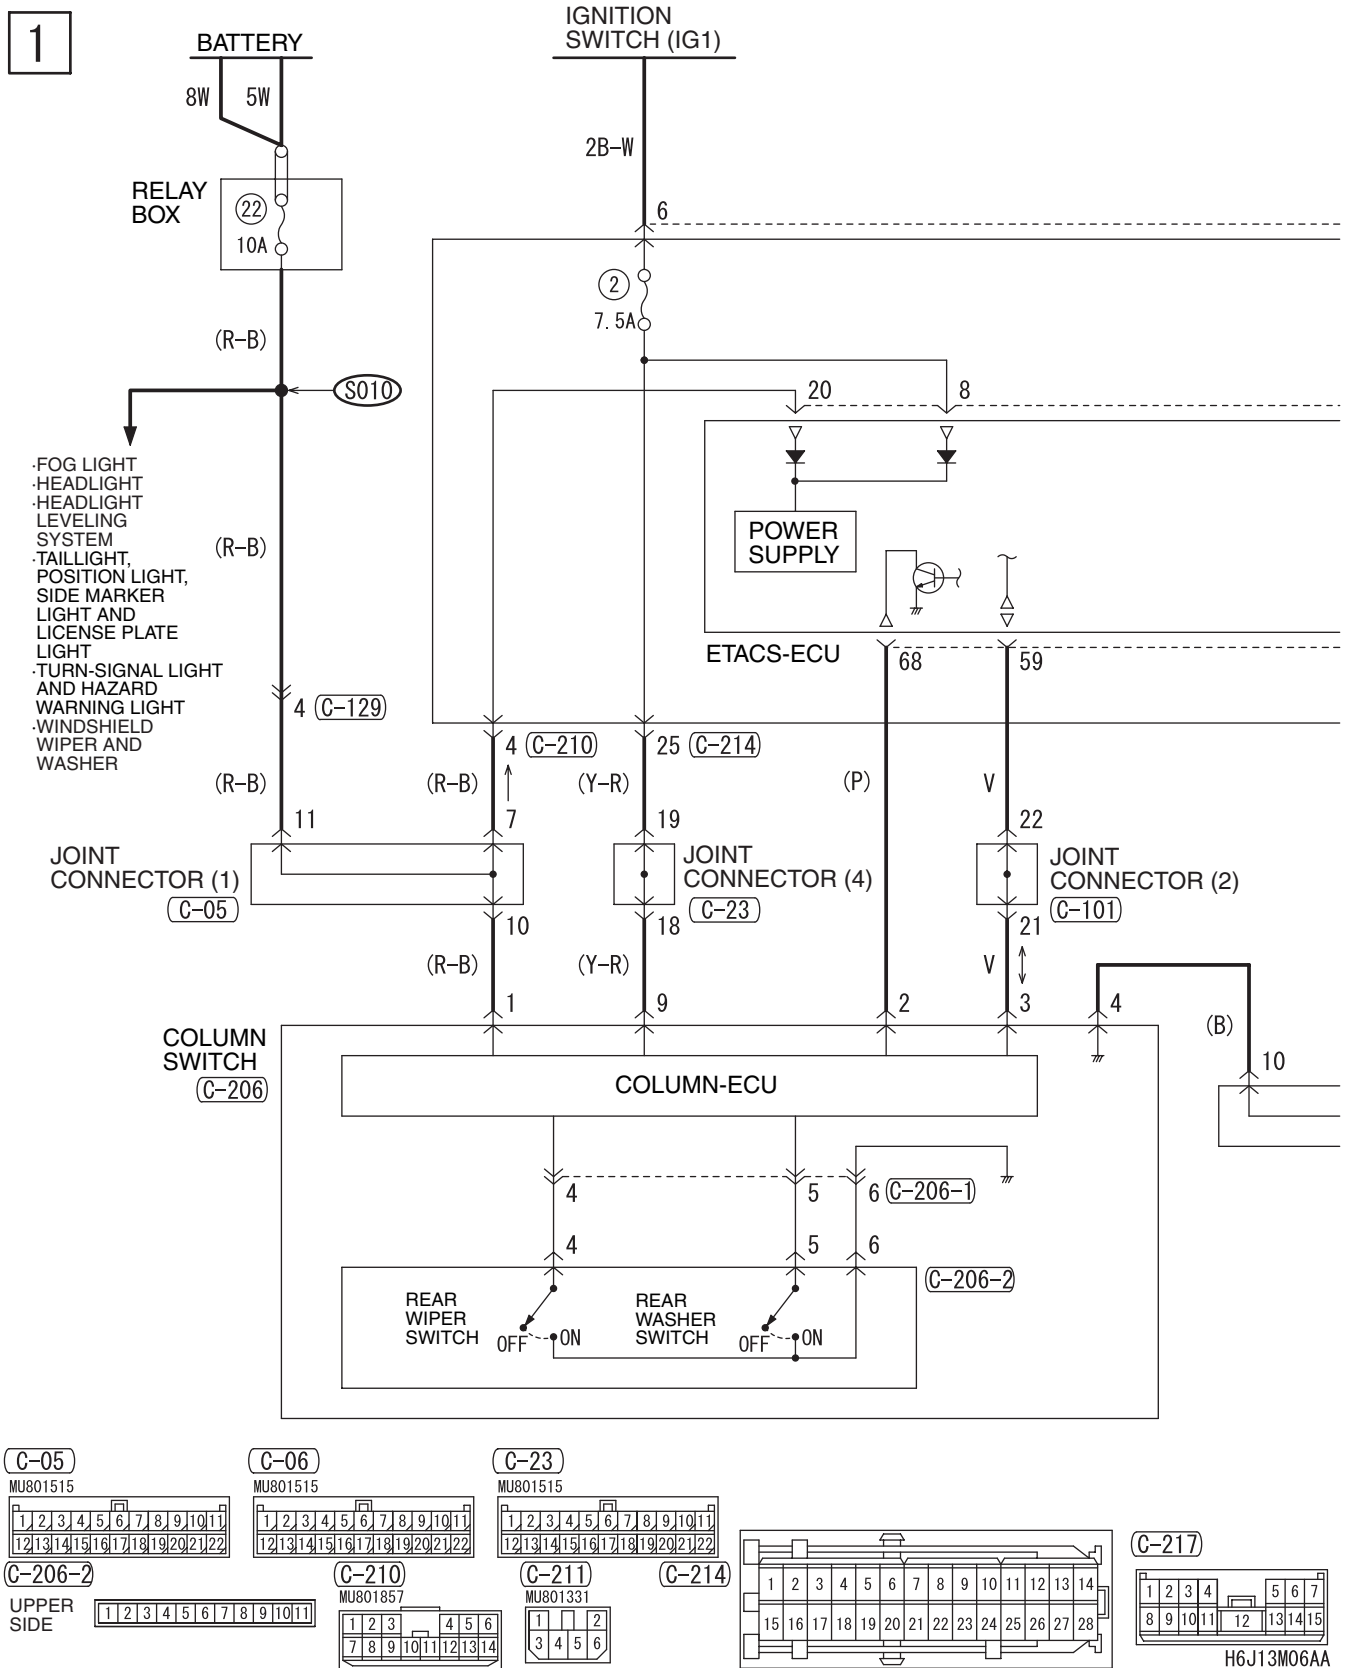 1
BATTERY
IGNITION
SWITCH (IG1)
8W
5W
2B-W
RELAY
BOX
22
10A
6
2
7.5A
(R-B)
S010
20
8
·FOG LIGHT
·HEADLIGHT
·HEADLIGHT
LEVELING
SYSTEM
·TAILLIGHT,
POSITION LIGHT,
SIDE MARKER
LIGHT AND
LICENSE PLATE
LIGHT
·TURN-SIGNAL LIGHT
AND HAZARD
WARNING LIGHT
·WINDSHIELD
WIPER AND
WASHER
(R-B)
POWER
SUPPLY
ETACS-ECU
68
59
4 C-129
4 C-210
25 C-214
(R-B)
(R-B)
(Y-R)
(P)
V
11
7
19
22
JOINT
CONNECTOR (1)
C-05
JOINT
CONNECTOR (4)
C-23
JOINT
CONNECTOR (2)
C-101
10
18
21
(R-B)
(Y-R)
V
1
9
2
3
4
(B)
10
COLUMN
SWITCH
C-206
COLUMN-ECU
4
5
6 C-206-1
4
5
6
C-206-2
REAR
WIPER
SWITCH
OFF
ON
REAR
WASHER
SWITCH
OFF
ON
C-05
MU801515
1 2 3 4 5 6 7 8 9 10 11
12 13 14 15 16 17 18 19 20 21 22
C-06
MU801515
1 2 3 4 5 6 7 8 9 10 11
12 13 14 15 16 17 18 19 20 21 22
C-23
MU801515
1 2 3 4 5 6 7 8 9 10 11
12 13 14 15 16 17 18 19 20 21 22
C-206-2
UPPER
SIDE
1 2 3 4 5 6 7 8 9 10 11
C-210
MU801857
1 2 3 4 5 6
7 8 9 10 11 12 13 14
C-211
MU801331
1 2
3 4 5 6
C-214
1 2 3 4 5 6 7 8 9 10 11 12 13 14
15 16 17 18 19 20 21 22 23 24 25 26 27 28
C-217
1 2 3 4 5 6 7
8 9 10 11 12 13 14 15
H6J13M06AA